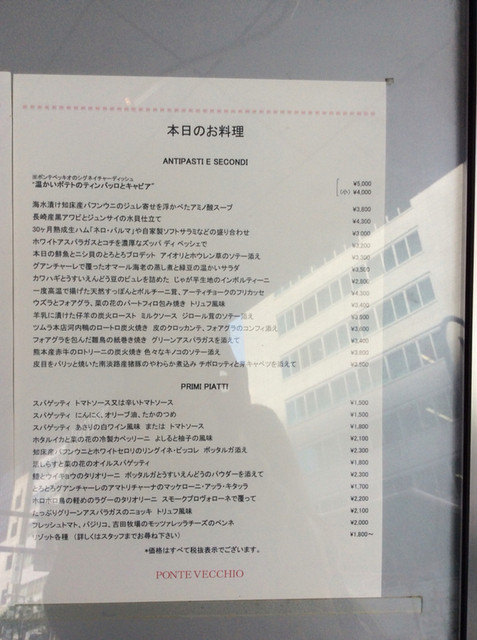 本日のお料理
ANTIPASTI E SECONDI
※ポンテベッキオのシグネイチャーディッシュ
"温かいポテトのティンパッロとキャビア" ¥5,000
(小) ¥4,000
海水漬け知床産バフンウニのジュレ寄せを浮かべたアミノ酸スープ ¥3,800
長崎産黒アワビとジュンサイの水貝仕立て ¥4,300
30ヶ月熟成生ハム「ネロ・パルマ」や自家製ソフトサラミなどの盛り合わせ
ホワイトアスパラガスとコチを濃厚なズッパ ディ ペッシェで
本日の鮮魚とニシ貝のとろとろブロデット アイオリとホウレン草のソテー添え
グアンチャーレで覆ったオマール海老の蒸し煮と緑豆の温かいサラダ
カワハギとうすいえんどう豆のピュレを詰めた じゃが芋生地のインボルティーニ
一度高温で揚げた天然すっぽんとポルチーニ茸、アーティチョークのフリカッセ
ウズラとフォアグラ、菜の花のパートフィロ包み焼き トリュフ風味
羊乳に漬けた仔羊の炭火ロースト ミルクソース ジロール茸のソテー添え
ツムラ本店河内鴨のロートロ炭火焼き 皮のクロッカンテ、フォアグラのコンフィ添え
フォアグラを包んだ雛鳥の紙巻き焼き グリーンアスパラガスを添えて
熊本産赤牛のロトリーニの炭火焼き 色々なキノコのソテー添え
皮目をパリッと焼いた南淡路産猪豚のやわらか煮込み チポロッティと芽キャベツを添えて
PRIMI PIATTI
スパゲッティ トマトソース又は辛いトマトソース ¥1,500
スパゲッティ にんにく、オリーブ油、たかのつめ ¥1,500
スパゲッティ あさりの白ワイン風味 または トマトソース ¥1,800
ホタルイカと菜の花の冷製カッペリーニ よしると柚子の風味 ¥2,100
知床産バフンウニとホワイトセロリのリングイネ・ピッコレ ボッタルガ添え ¥2,300
釜しらすと菜の花のオイルスパゲッティ ¥1,800
鯛とウイキョウのタリオリーニ ボッタルガとうすいえんどうのパウダーを添えて ¥2,300
とろとろグアンチャーレのアマトリチャーナのマッケローニ・アッラ・キタッラ ¥1,700
ホロホロ鳥の軽めのラグーのタリオリーニ スモークプロヴォローネで覆って ¥2,200
たっぷりグリーンアスパラガスのニョッキ トリュフ風味 ¥2,100
フレッシュトマト、バジリコ、吉田牧場のモッツァレッラチーズのペンネ ¥2,000
リゾット各種 (詳しくはスタッフまでお尋ね下さい) ¥1,800〜
*価格はすべて税抜表示でございます。
PONTE VECCHIO